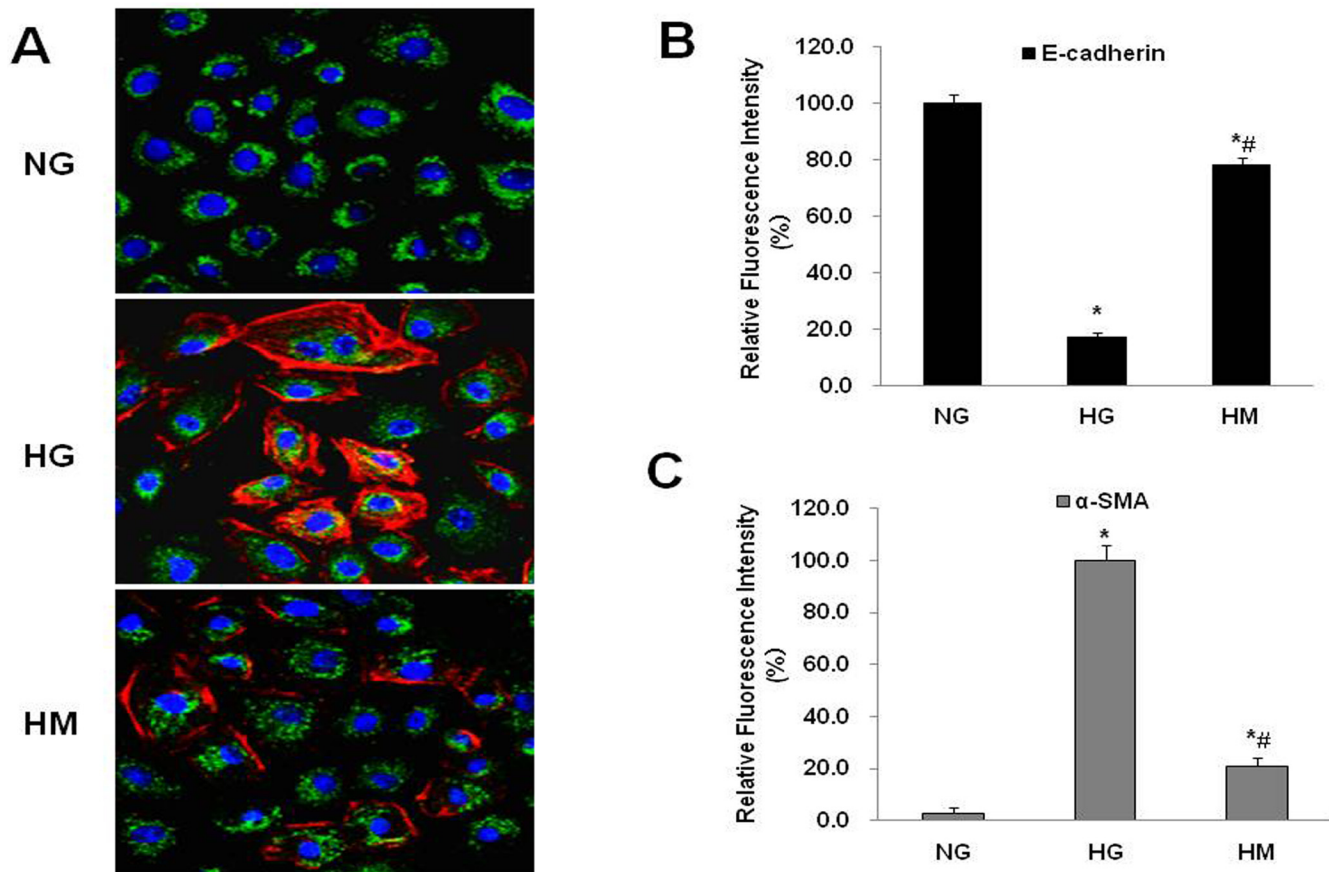 A
NG
HG
HM
B
E-cadherin
Relative Fluorescence Intensity
(%)
120.0
100.0
80.0
60.0
40.0
20.0
0.0
*
*#
NG HG HM
C
α-SMA
Relative Fluorescence Intensity
(%)
120.0
100.0
80.0
60.0
40.0
20.0
0.0
*
*#
NG HG HM